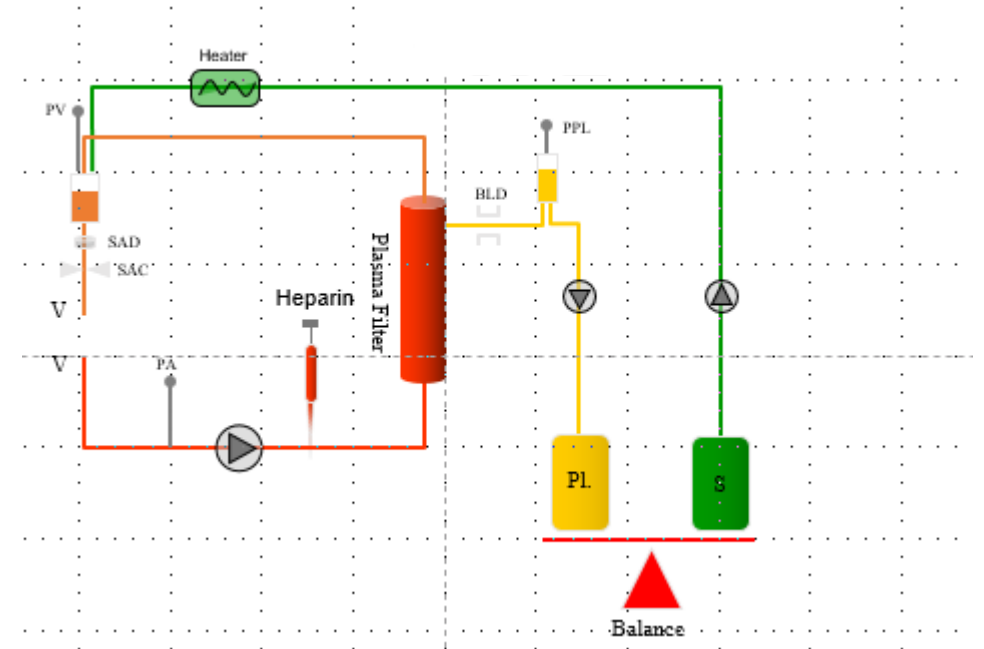 Heater
PV
PPL
BLD
SAD
SAC
Plasma Filter
Heparin
V
V
PA
Pl.
S
Balance